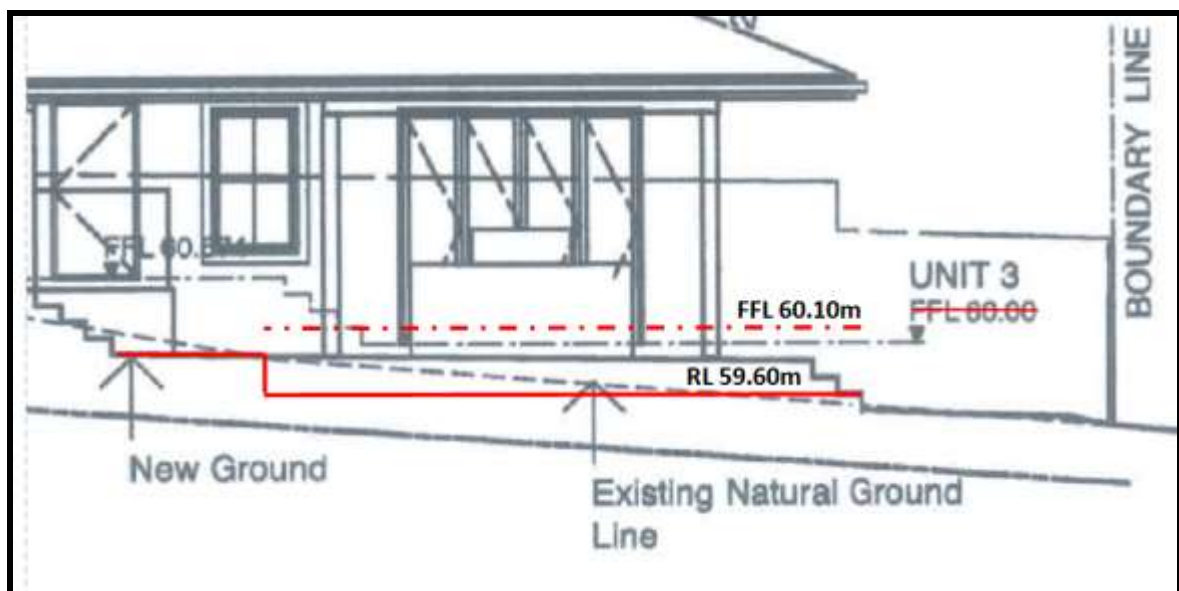 BOUNDARY LINE
UNIT 3
FFL 60.10m
FFL 60.00
RL 59.60m
New Ground
Existing Natural Ground
Line